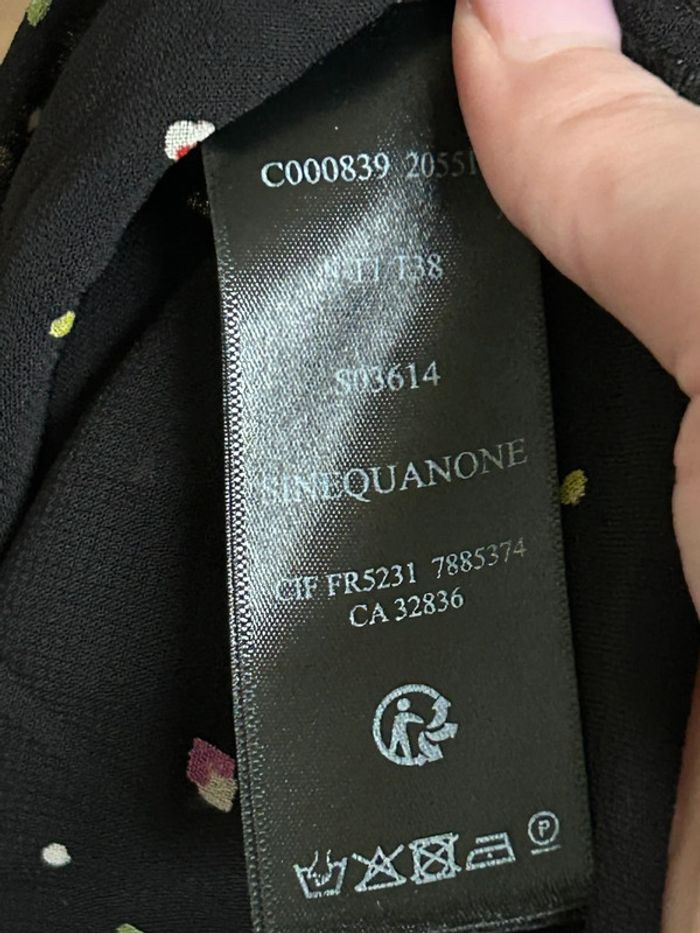 C000839 20551
T38
S03614
SINEQUANONE
CIF FR5231 7885374
CA 32836
P